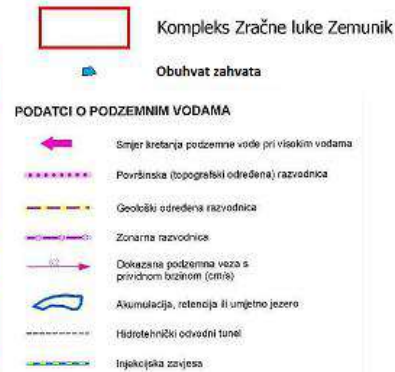 Kompleks Zračne luke Zemunik
Obuhvat zahvata
PODATCI O PODZEMNIM VODAMA
Smjer kretanja podzemne vode pri visokim vodama
Površinska (topografski određena) razvodnica
Geološki određena razvodnica
Zonarna razvodnica
Dokazana podzemna veza s
prividnom brzinom (cm/s)
Akumulacija, retencija ili umjetno jezero
Hidrotehnički odvodni tunel
Injekcijska zavjesa